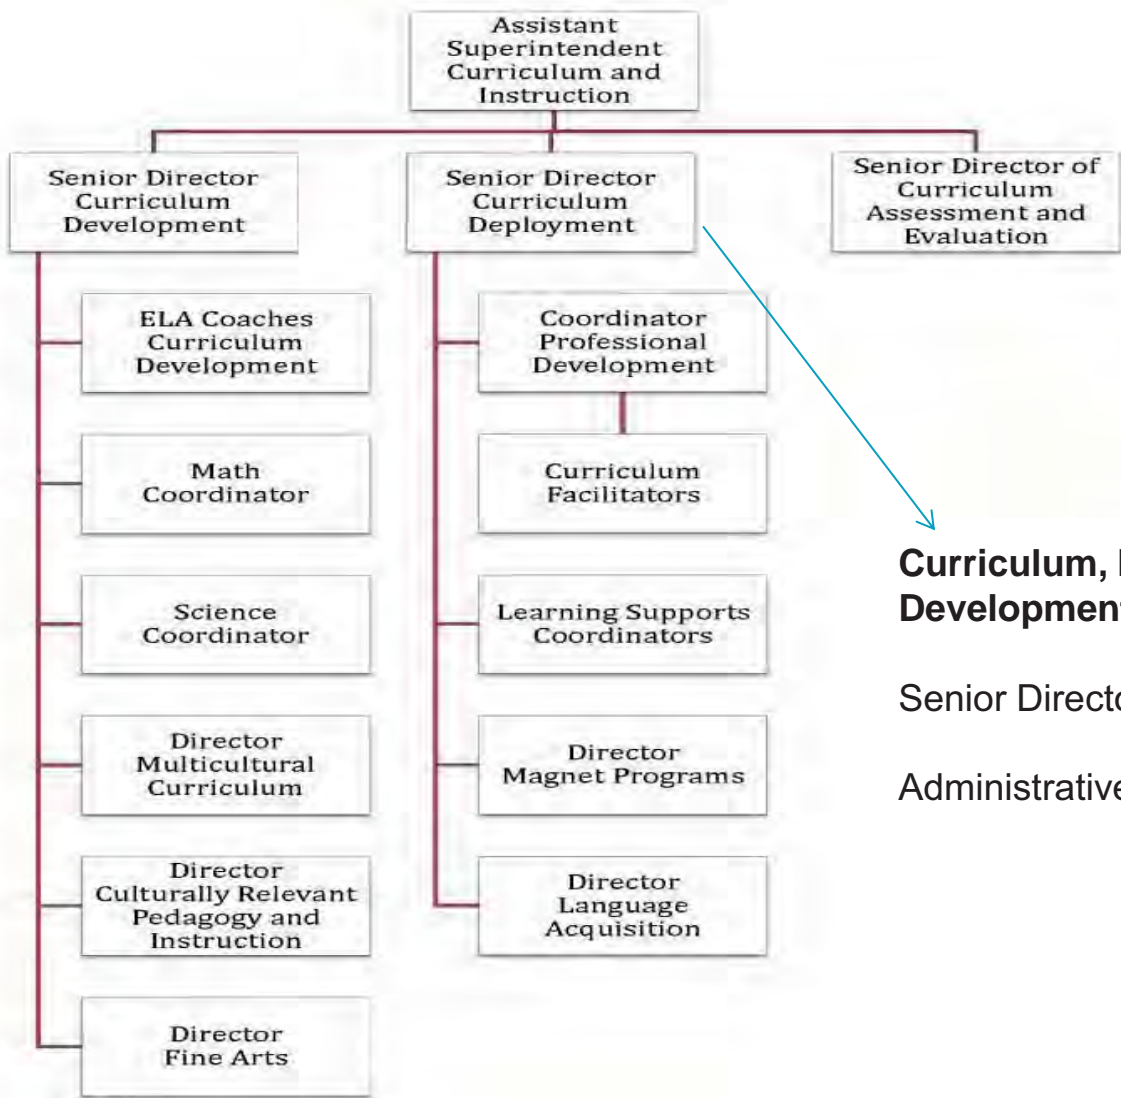 Assistant
Superintendent
Curriculum and
Instruction
Senior Director
Curriculum
Development
Senior Director
Curriculum
Deployment
Senior Director of
Curriculum
Assessment and
Evaluation
ELA Coaches
Curriculum
Development
Coordinator
Professional
Development
Math
Coordinator
Curriculum
Facilitators
Science
Coordinator
Learning Supports
Coordinators
Director
Multicultural
Curriculum
Director
Magnet Programs
Director
Culturally Relevant
Pedagogy and
Instruction
Director
Language
Acquisition
Director
Fine Arts
Curriculum,
Development
Senior Director
Administrative